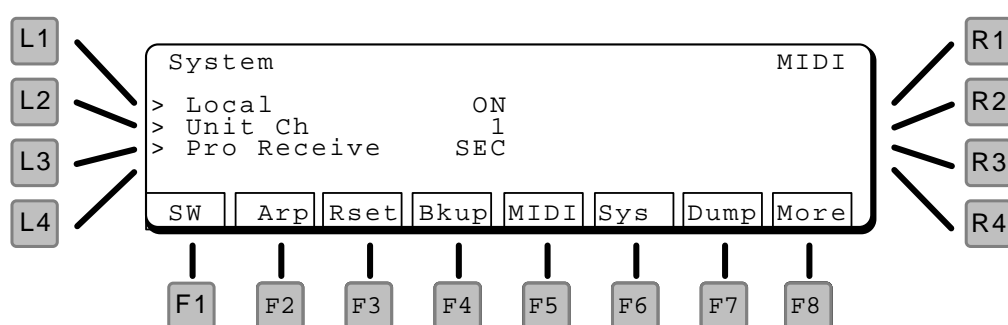 L1
L2
L3
L4
System MIDI
> Local ON
> Unit Ch 1
> Pro Receive SEC
SW Arp Rset Bkup MIDI Sys Dump More
R1
R2
R3
R4
F1 F2 F3 F4 F5 F6 F7 F8